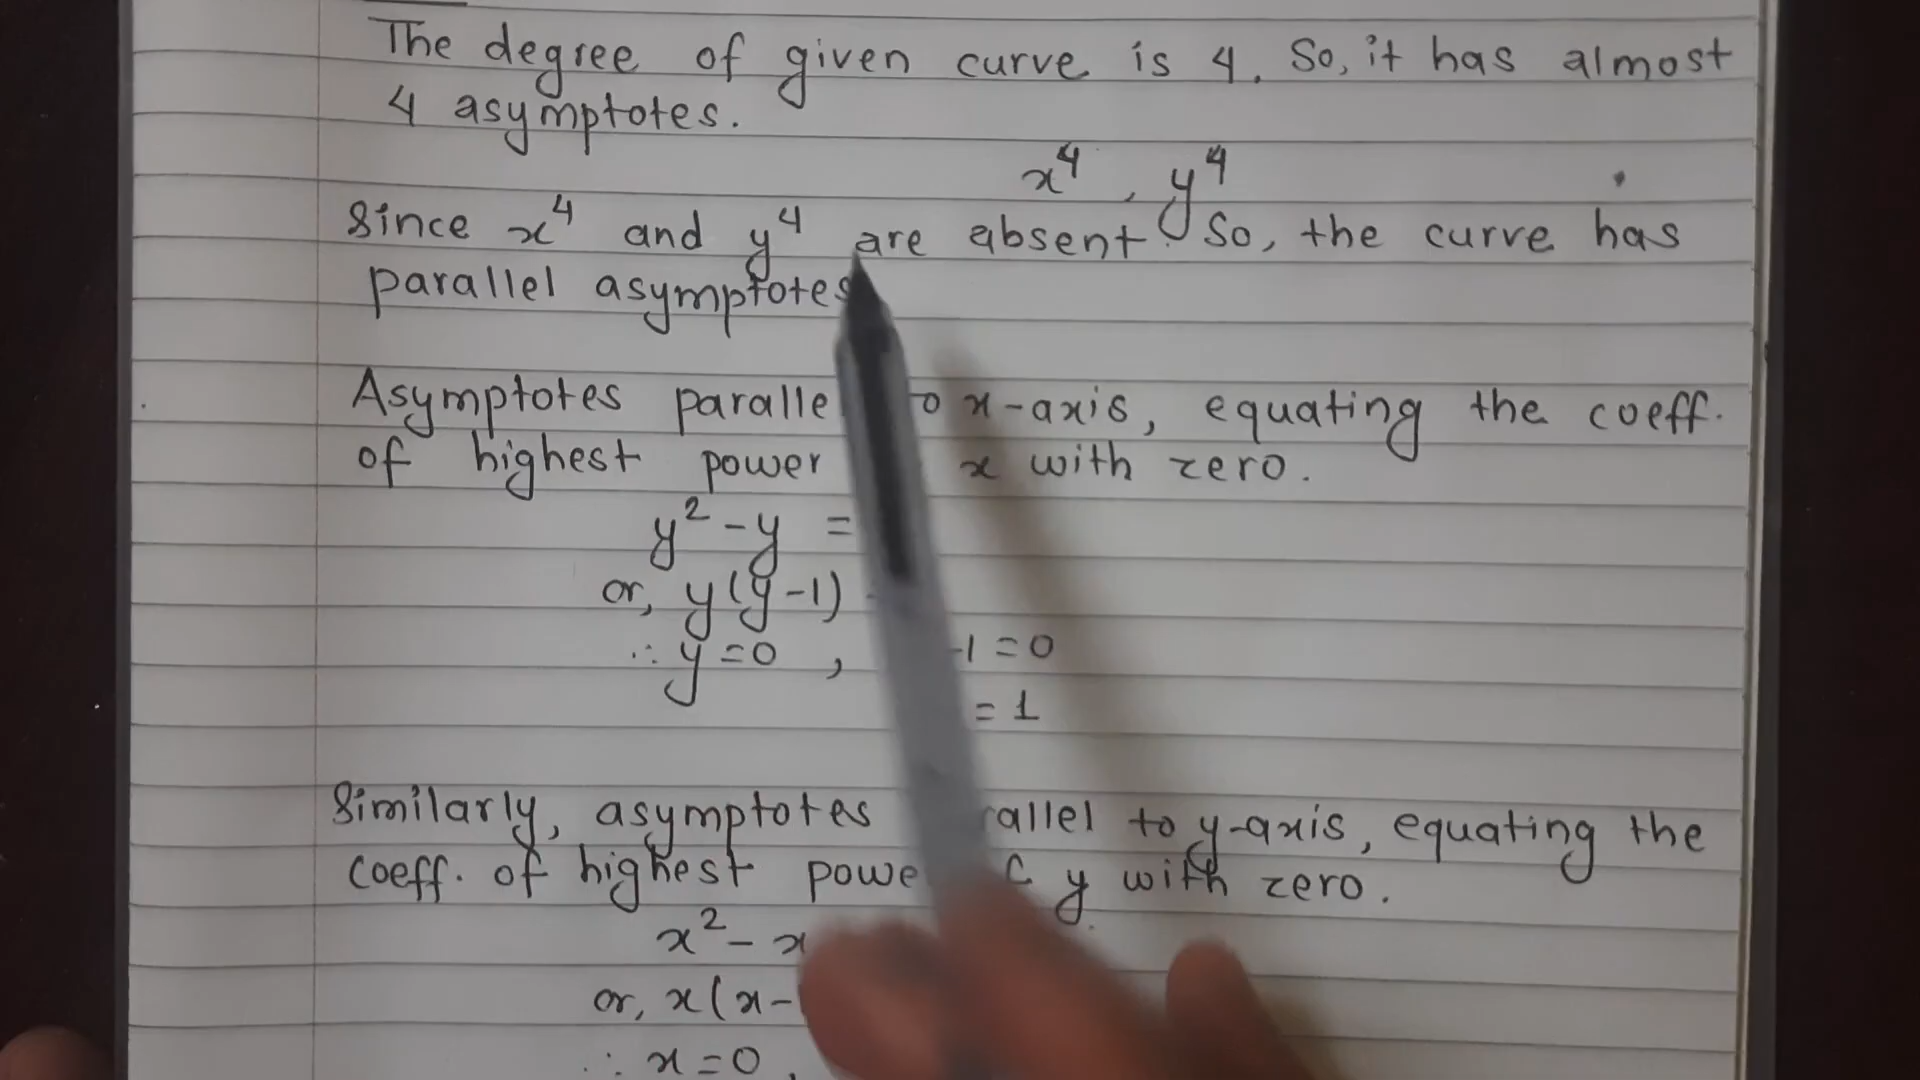 The degree of given curve is 4. So, it has almost
4 asymptotes.
x⁴, y⁴
Since x⁴ and y⁴ are absent. So, the curve has
parallel asymptotes
Asymptotes paralle o x-axis, equating the coeff.
of highest power x with zero.
y² - y =
or, y(y-1)
∴ y = 0 , -1 = 0
= 1
Similarly, asymptotes rallel to y-axis, equating the
coeff. of highest powe y with zero.
x² - x
or, x(x-
∴ x = 0,